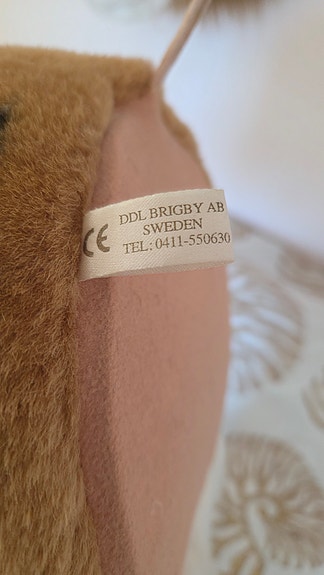 CE DDL BRIGBY AB
SWEDEN
TEL: 0411-550630